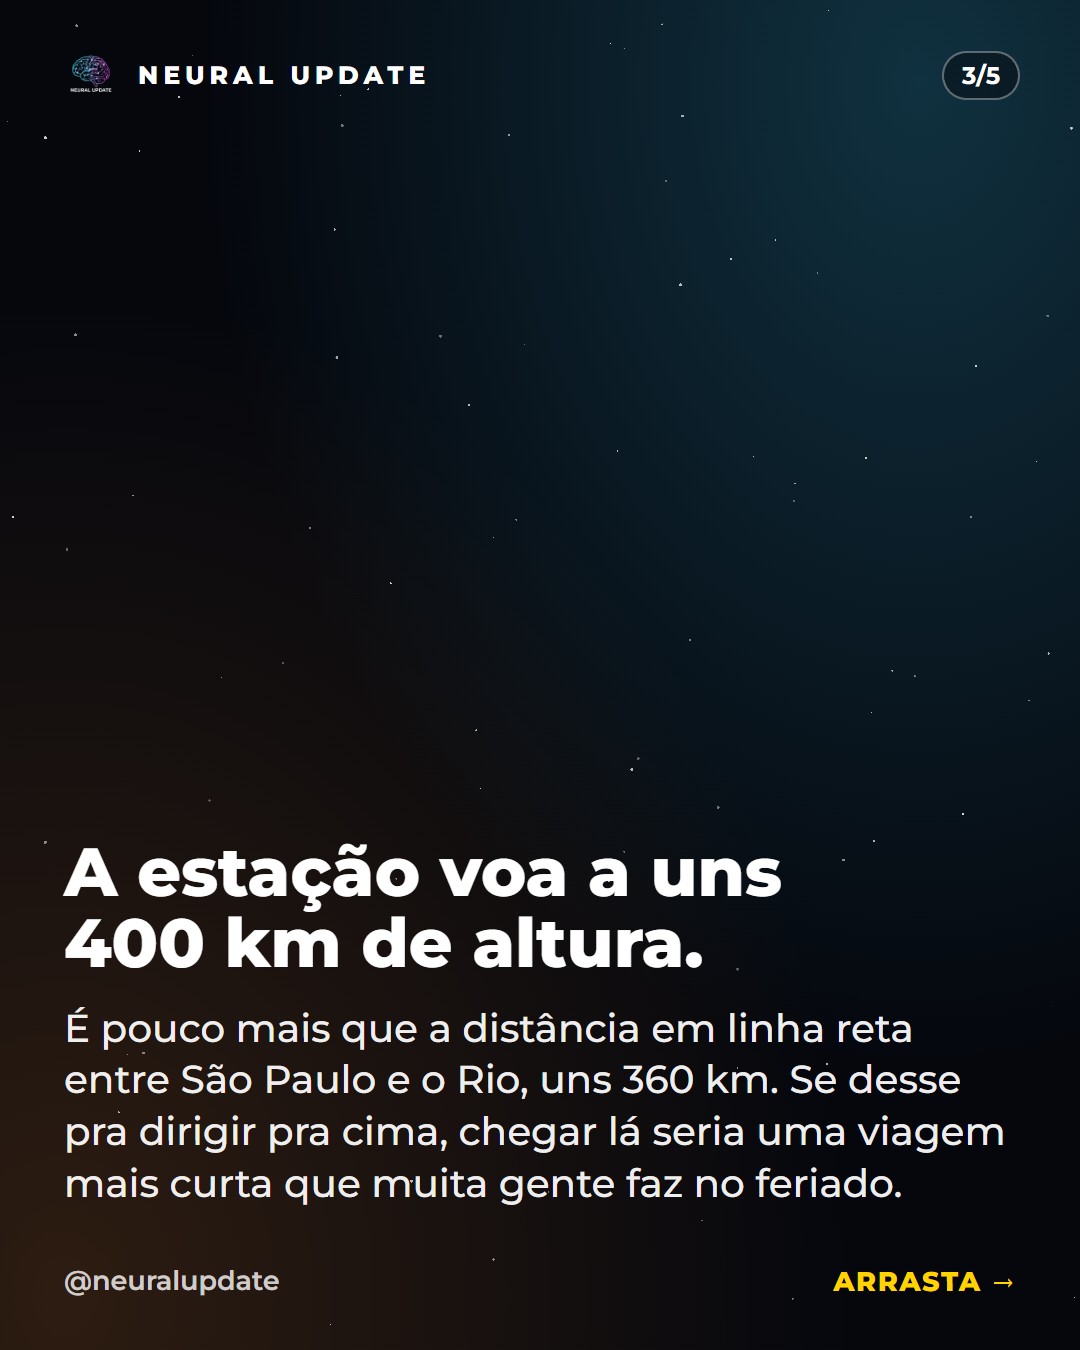 NEURAL UPDATE
NEURAL UPDATE
3/5
A estação voa a uns
400 km de altura.
É pouco mais que a distância em linha reta
entre São Paulo e o Rio, uns 360 km. Se desse
pra dirigir pra cima, chegar lá seria uma viagem
mais curta que muita gente faz no feriado.
@neuralupdate
ARRASTA →